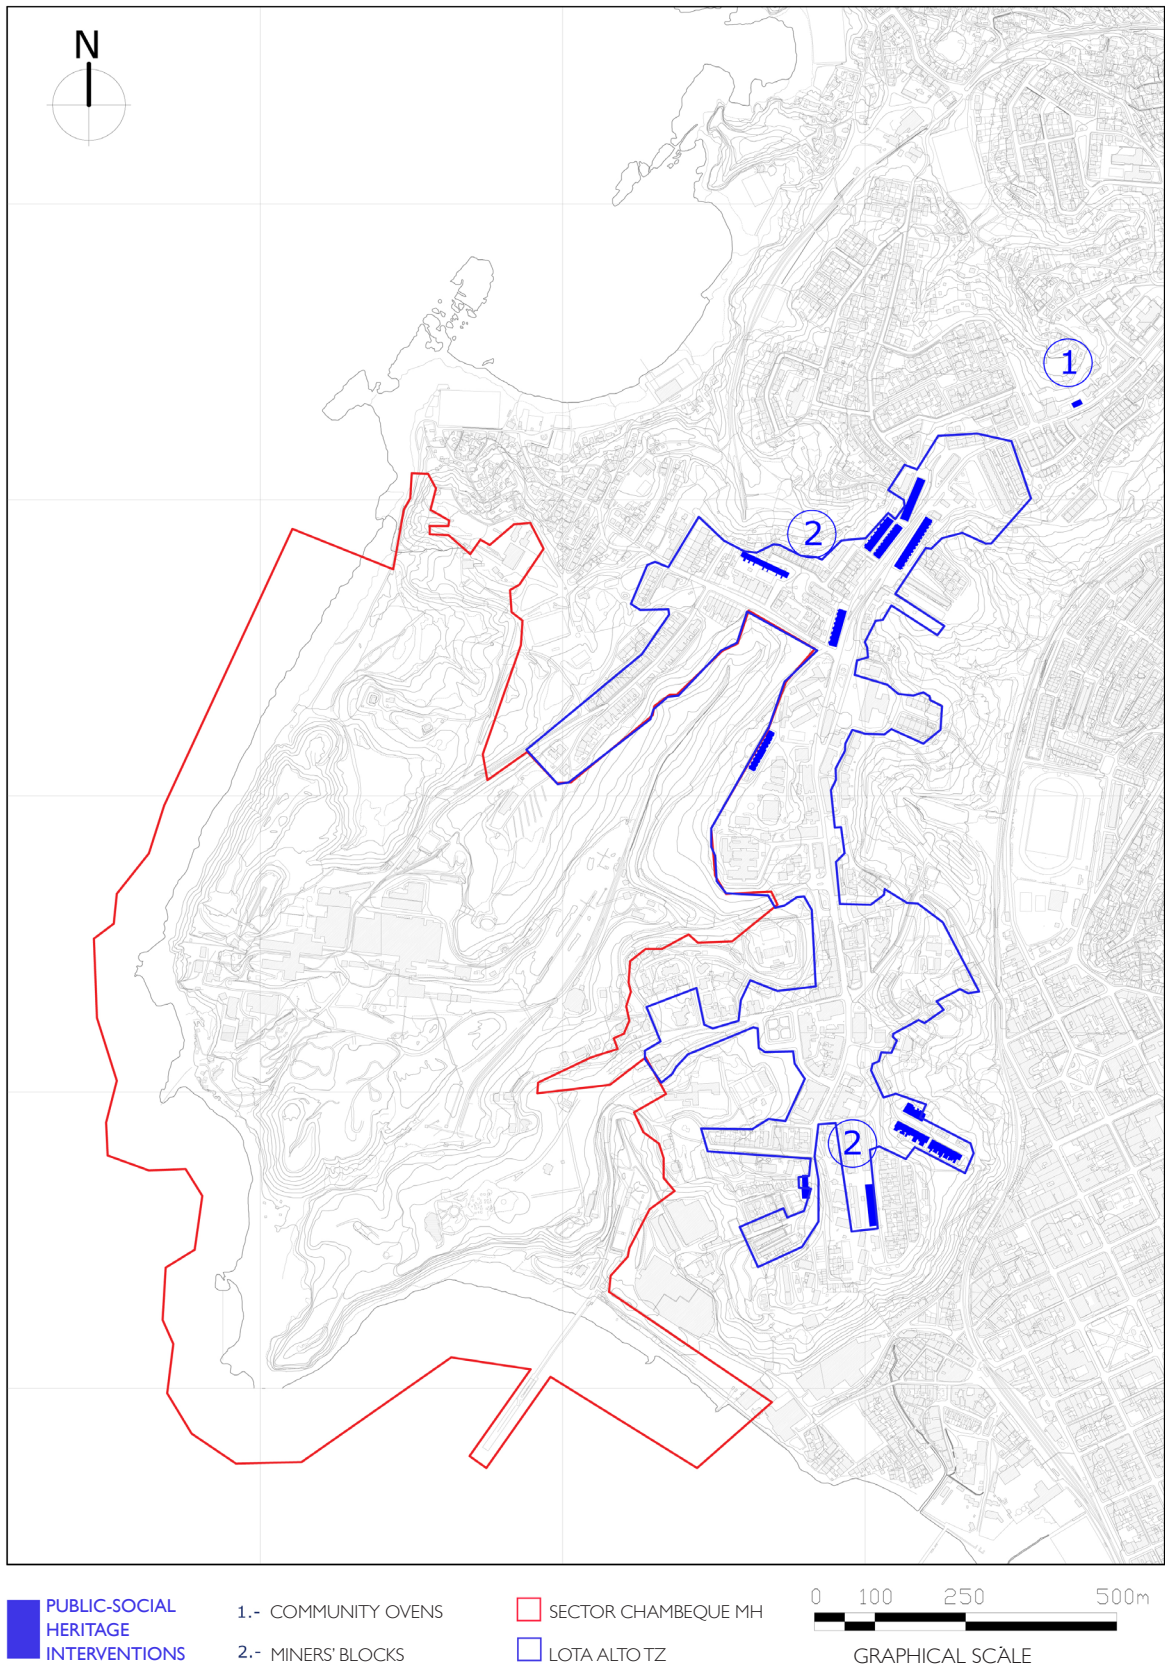 N
1
2
2
PUBLIC-SOCIAL
HERITAGE
INTERVENTIONS
1.- COMMUNITY OVENS
2.- MINERS' BLOCKS
SECTOR CHAMBEQUE MH
LOTA ALTO TZ
0 100 250 500m
GRAPHICAL SCALE